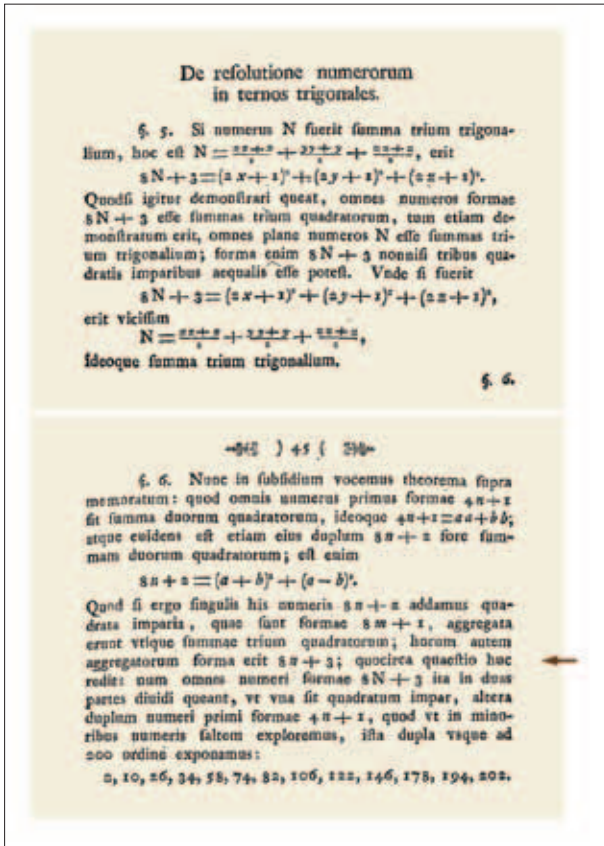 De reſolutione numerorum
in ternos trigonales.
§. 5. Si numerus N fuerit ſumma trium trigona-
lium, hoc eſt N = \frac{xx+x}{2} + \frac{yy+y}{2} + \frac{zz+z}{2}, erit
8N + 3 = (2x+1)² + (2y+1)² + (2z+1)².
Quodſi igitur demonſtrari queat, omnes numeros formae
8N + 3 eſſe ſummas trium quadratorum, tum etiam de-
monſtratum erit, omnes plane numeros N eſſe ſummas tri-
um trigonalium; forma enim 8N + 3 nonniſi tribus qua-
dratis imparibus aequalis eſſe poteſt. Vnde ſi fuerit
8N + 3 = (2x+1)² + (2y+1)² + (2z+1)²,
erit viciſſim
N = \frac{xx+x}{2} + \frac{yy+y}{2} + \frac{zz+z}{2},
ideoque ſumma trium trigonalium.
§. 6.
) 45 (
§. 6. Nunc in ſubſidium vocemus theorema ſupra
memoratum: quod omnis numerus primus formae 4n+1
ſit ſumma duorum quadratorum, ideoque 4n+1=aa+bb;
atque euidens eſt etiam eius duplum 8n+2 fore ſum-
mam duorum quadratorum; eſt enim
8n+2 = (a+b)² + (a−b)².
Quod ſi ergo ſingulis his numeris 8n+2 addamus qua-
drata imparia, quae ſunt formae 8m+1, aggregata
erunt vtique ſummae trium quadratorum; horum autem
aggregatorum forma erit 8n+3; quocirca quaeſtio huc
redit: num omnes numeri formae 8N+3 ita in duas
partes diuidi queant, vt vna ſit quadratum impar, altera
duplum numeri primi formae 4n+1, quod vt in mino-
ribus numeris ſaltem exploremus, iſta dupla vsque ad
200 ordine exponamus:
2, 10, 26, 34, 58, 74, 82, 106, 122, 146, 178, 194, 202.